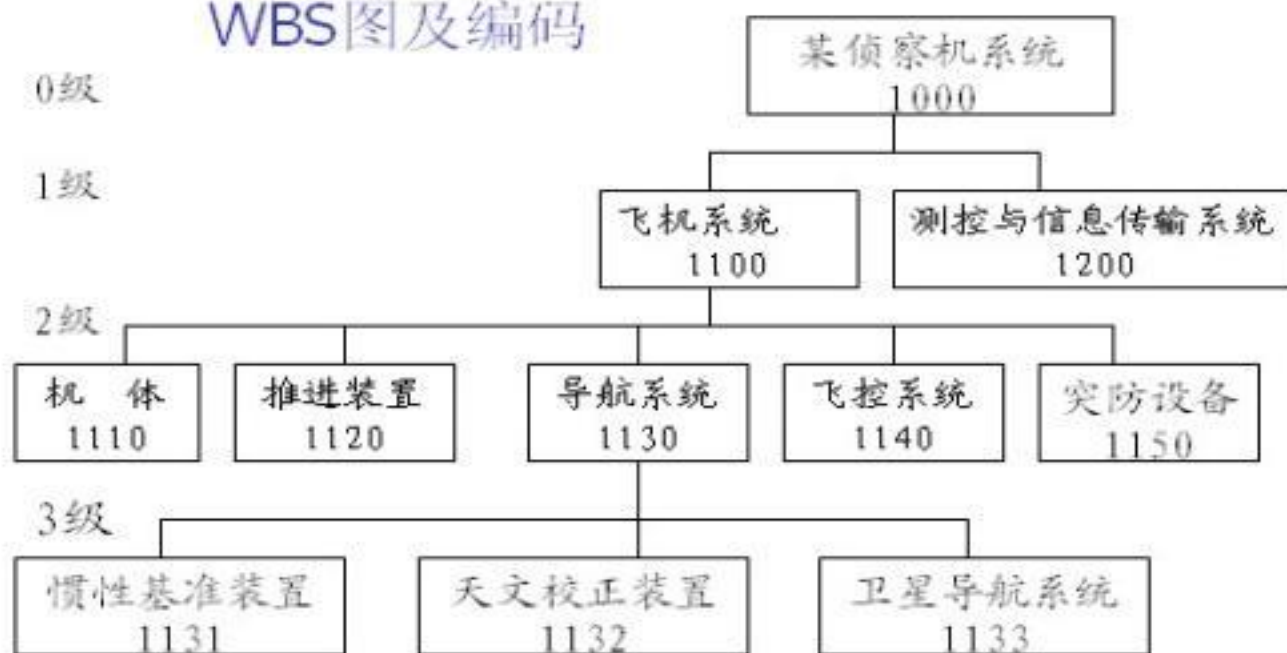 WBS图及编码
0级
某侦察机系统
1000
1级
飞机系统
1100
测控与信息传输系统
1200
2级
机 体
1110
推进装置
1120
导航系统
1130
飞控系统
1140
突防设备
1150
3级
惯性基准装置
1131
天文校正装置
1132
卫星导航系统
1133